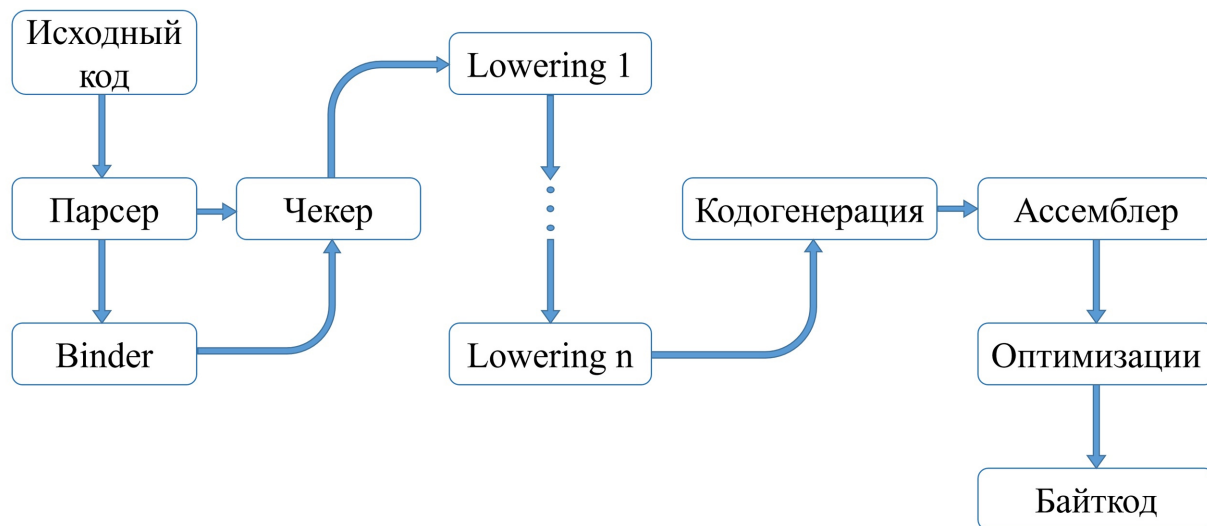 Исходный
код
Парсер
Binder
Чекер
Lowering 1
Lowering n
Кодогенерация
Ассемблер
Оптимизации
Байткод